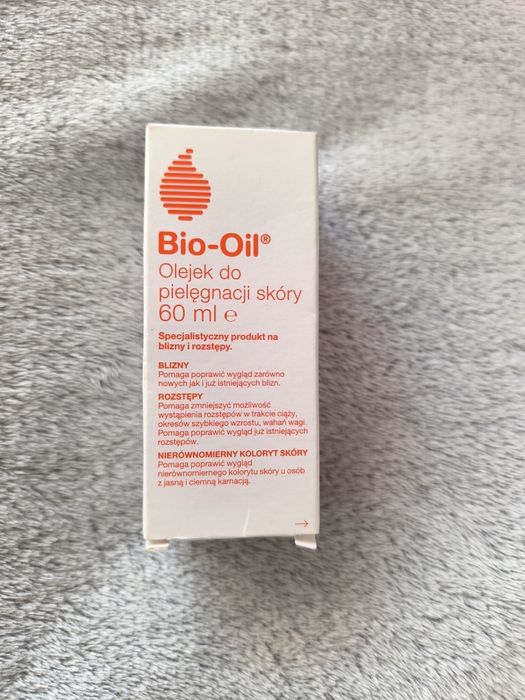 Bio-Oil®
Olejek do
pielęgnacji skóry
60 ml ℮
Specjalistyczny produkt na
blizny i rozstępy.
BLIZNY
Pomaga poprawić wygląd zarówno
nowych jak i już istniejących blizn.
ROZSTĘPY
Pomaga zmniejszyć możliwość
wystąpienia rozstępów w trakcie ciąży,
okresów szybkiego wzrostu, wahań wagi.
Pomaga poprawić wygląd już istniejących
rozstępów.
NIERÓWNOMIERNY KOLORYT SKÓRY
Pomaga poprawić wygląd
nierównomiernego kolorytu skóry u osób
z jasną i ciemną karnacją.